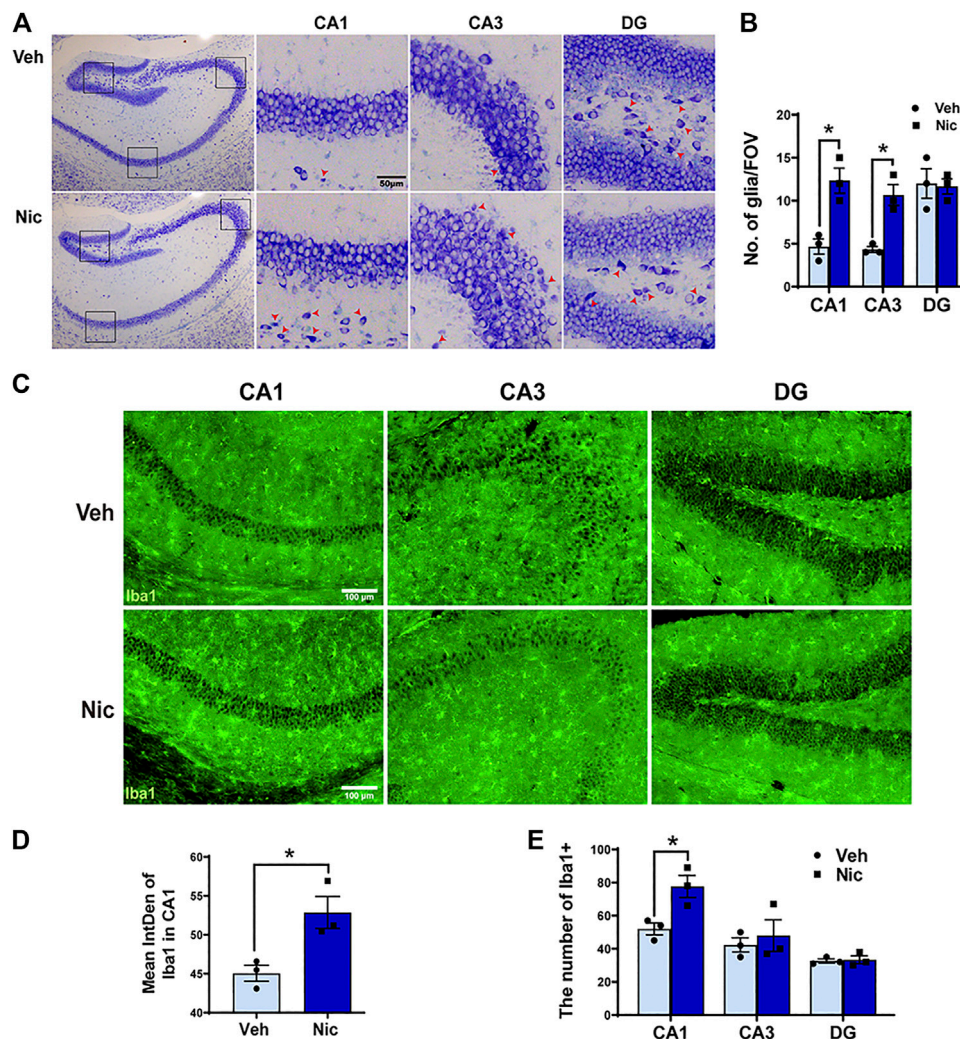 A
CA1
CA3
DG
Veh
50μm
Nic
B
No. of glia/FOV
20
15
10
5
0
*
*
Veh
Nic
CA1
CA3
DG
C
CA1
CA3
DG
Veh
Iba1
100 μm
Nic
Iba1
100 μm
D
Mean IntDen of
Iba1 in CA1
60
55
50
45
40
*
Veh
Nic
E
The number of Iba1+
100
80
60
40
20
0
*
Veh
Nic
CA1
CA3
DG